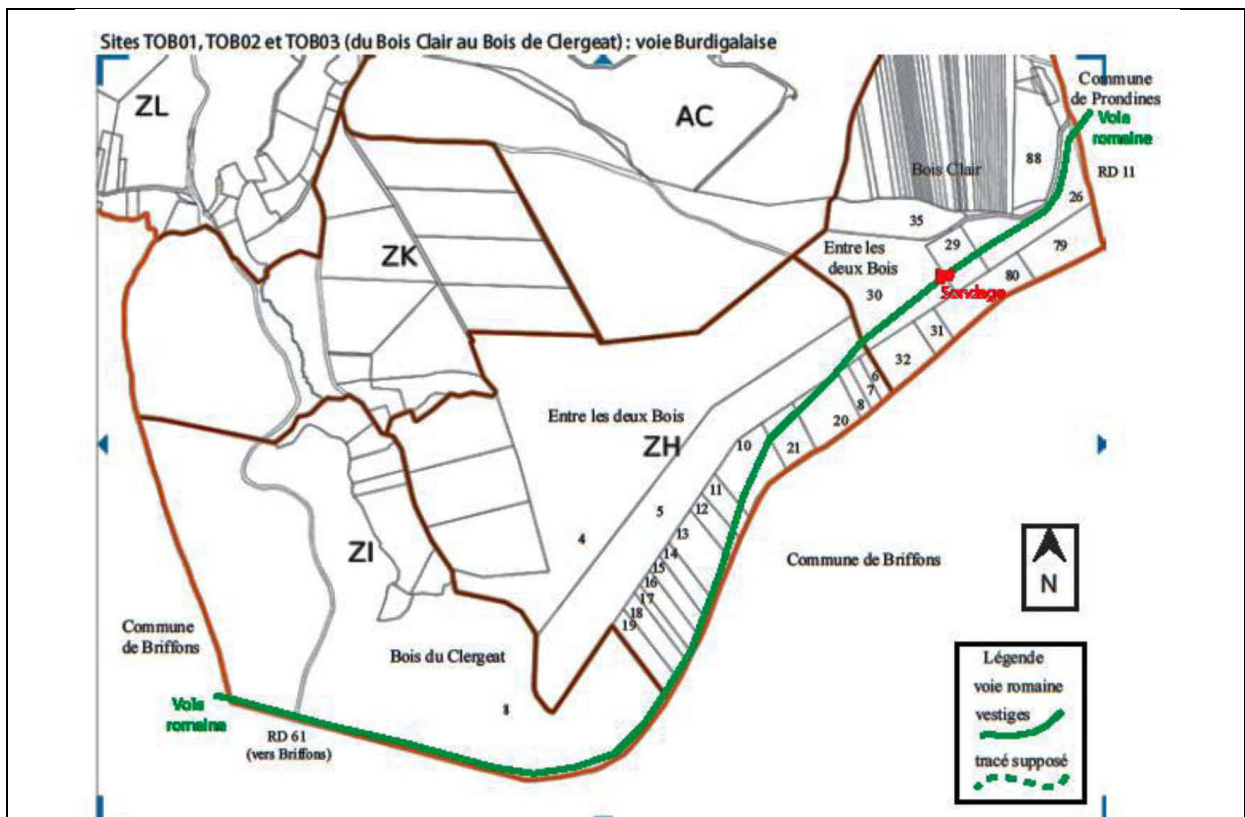 Sites TOB01, TOB02 et TOB03 (du Bois Clair au Bois de Clergeat) : voie Burdigalaise
Commune
de Prondines
Voie
romaine
ZL
AC
88
RD 11
Bois Clair
26
35
29
79
Entre les
deux Bois
ZK
80
30
Sondage
31
32
6
7
8
20
Entre les deux Bois
ZH
10
21
11
12
5
13
4
14
15
16
17
18
19
ZI
Commune de Briffons
N
Commune
de Briffons
Bois du Clergeat
8
Voie
romaine
RD 61
(vers Briffons)
Légende
voie romaine
vestiges
tracé supposé